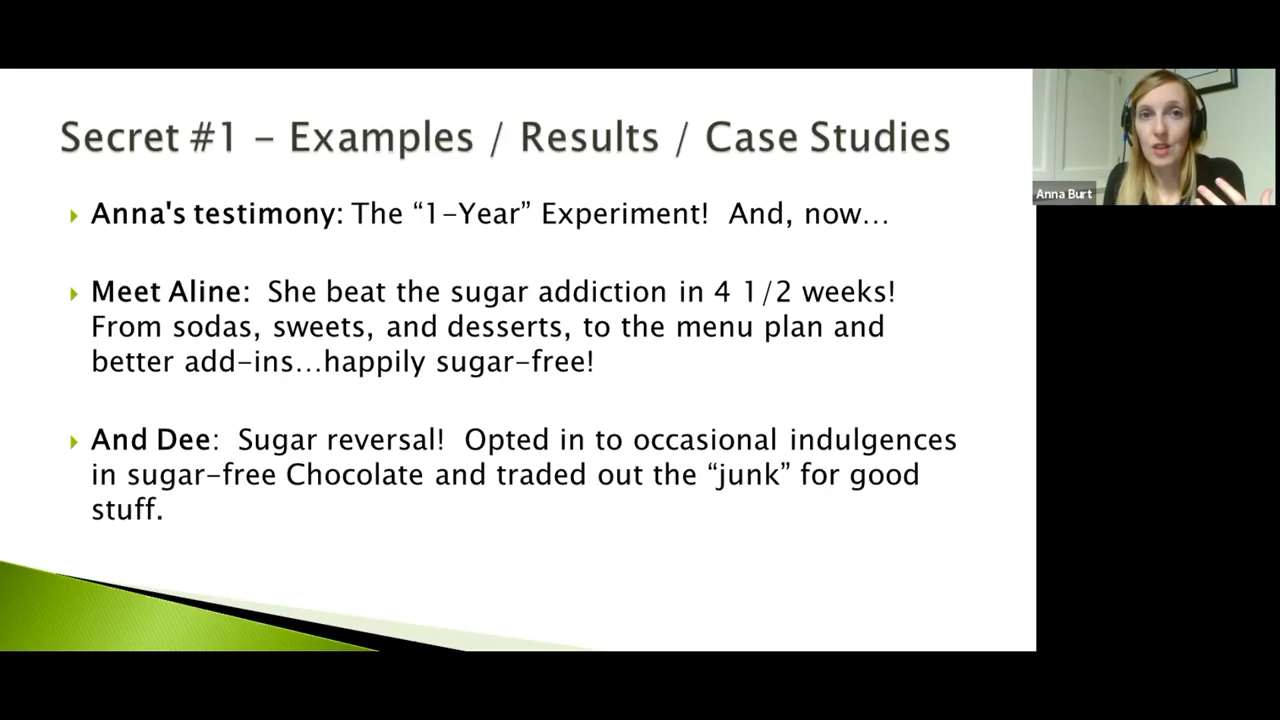 Secret #1 – Examples / Results / Case Studies
Anna's testimony: The “1-Year” Experiment! And, now…
Meet Aline: She beat the sugar addiction in 4 1/2 weeks!
From sodas, sweets, and desserts, to the menu plan and
better add-ins…happily sugar-free!
And Dee: Sugar reversal! Opted in to occasional indulgences
in sugar-free Chocolate and traded out the “junk” for good
stuff.
Anna Burt